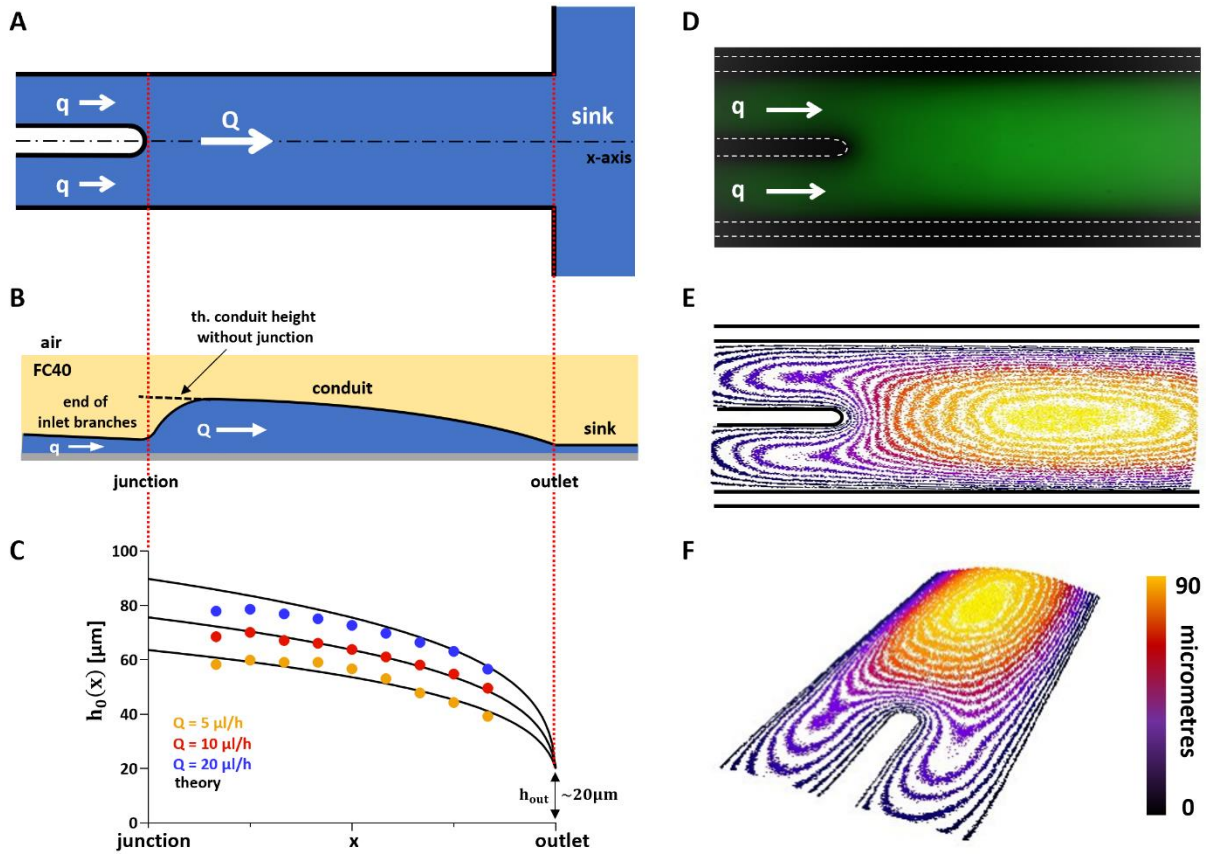 A
q
Q
q
sink
x-axis
B
air
FC40
th. conduit height
without junction
end of
inlet branches
conduit
q
Q
sink
junction
outlet
C
h₀(x) [µm]
100
80
60
40
20
0
Q = 5 µl/h
Q = 10 µl/h
Q = 20 µl/h
theory
hₒᵤₜ
~20µm
junction
x
outlet
D
q
q
E
F
90
micrometres
0